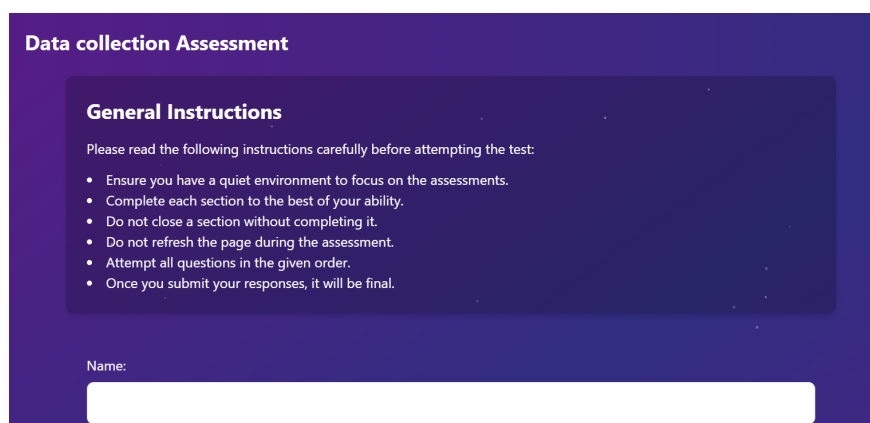 Data collection Assessment
General Instructions
Please read the following instructions carefully before attempting the test:
• Ensure you have a quiet environment to focus on the assessments.
• Complete each section to the best of your ability.
• Do not close a section without completing it.
• Do not refresh the page during the assessment.
• Attempt all questions in the given order.
• Once you submit your responses, it will be final.
Name: